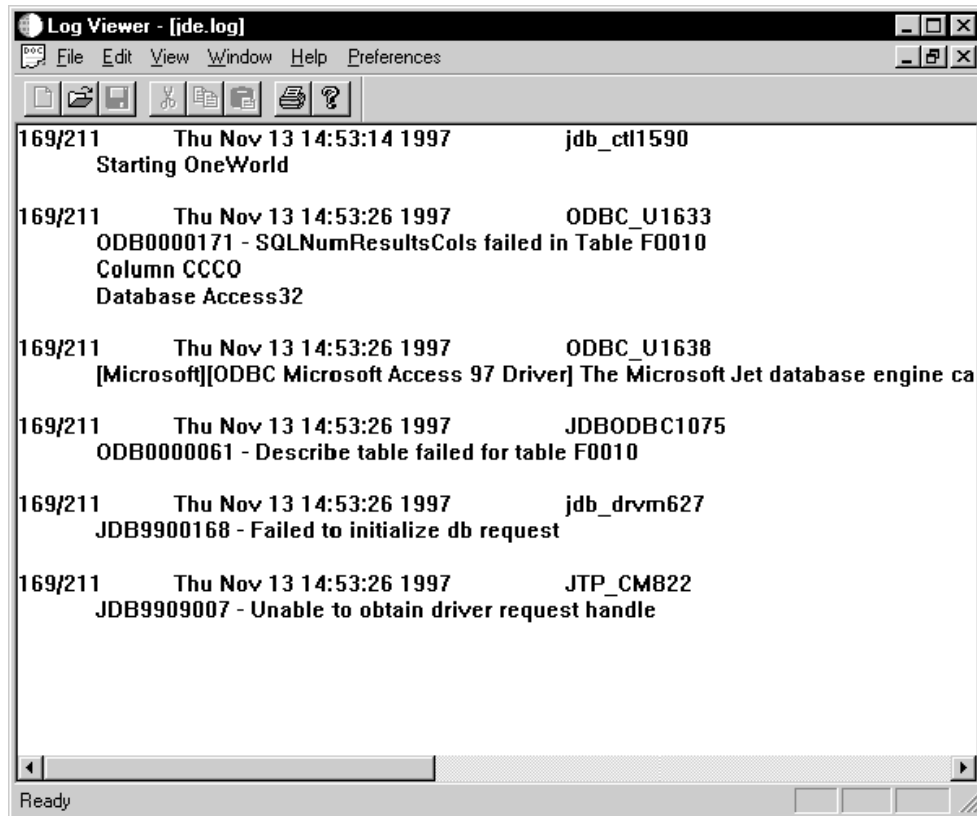 Log Viewer - [jde.log]
File Edit View Window Help Preferences
169/211 Thu Nov 13 14:53:14 1997 jdb_ctl1590
Starting OneWorld
169/211 Thu Nov 13 14:53:26 1997 ODBC_U1633
ODB0000171 - SQLNumResultsCols failed in Table F0010
Column CCCO
Database Access32
169/211 Thu Nov 13 14:53:26 1997 ODBC_U1638
[Microsoft][ODBC Microsoft Access 97 Driver] The Microsoft Jet database engine ca
169/211 Thu Nov 13 14:53:26 1997 JDBODBC1075
ODB0000061 - Describe table failed for table F0010
169/211 Thu Nov 13 14:53:26 1997 jdb_drvm627
JDB9900168 - Failed to initialize db request
169/211 Thu Nov 13 14:53:26 1997 JTP_CM822
JDB9909007 - Unable to obtain driver request handle
Ready